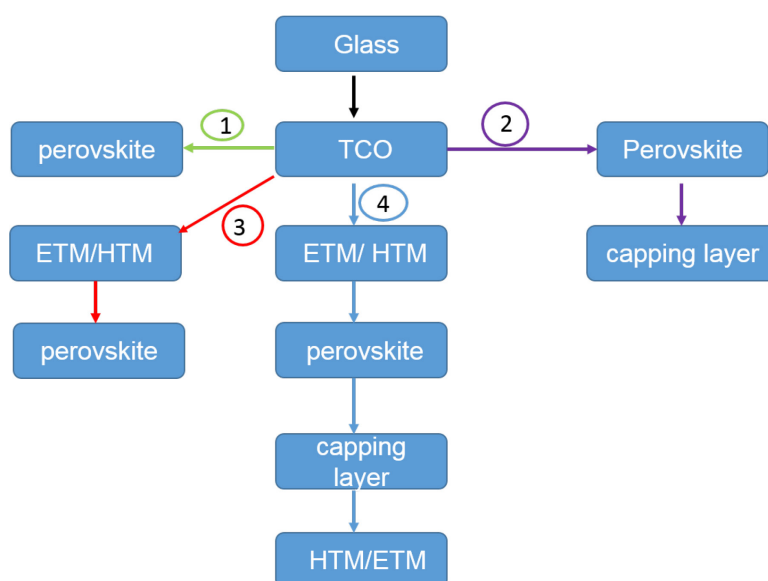 Glass
1
2
perovskite
TCO
Perovskite
3
4
ETM/HTM
ETM/ HTM
capping layer
perovskite
perovskite
capping
layer
HTM/ETM